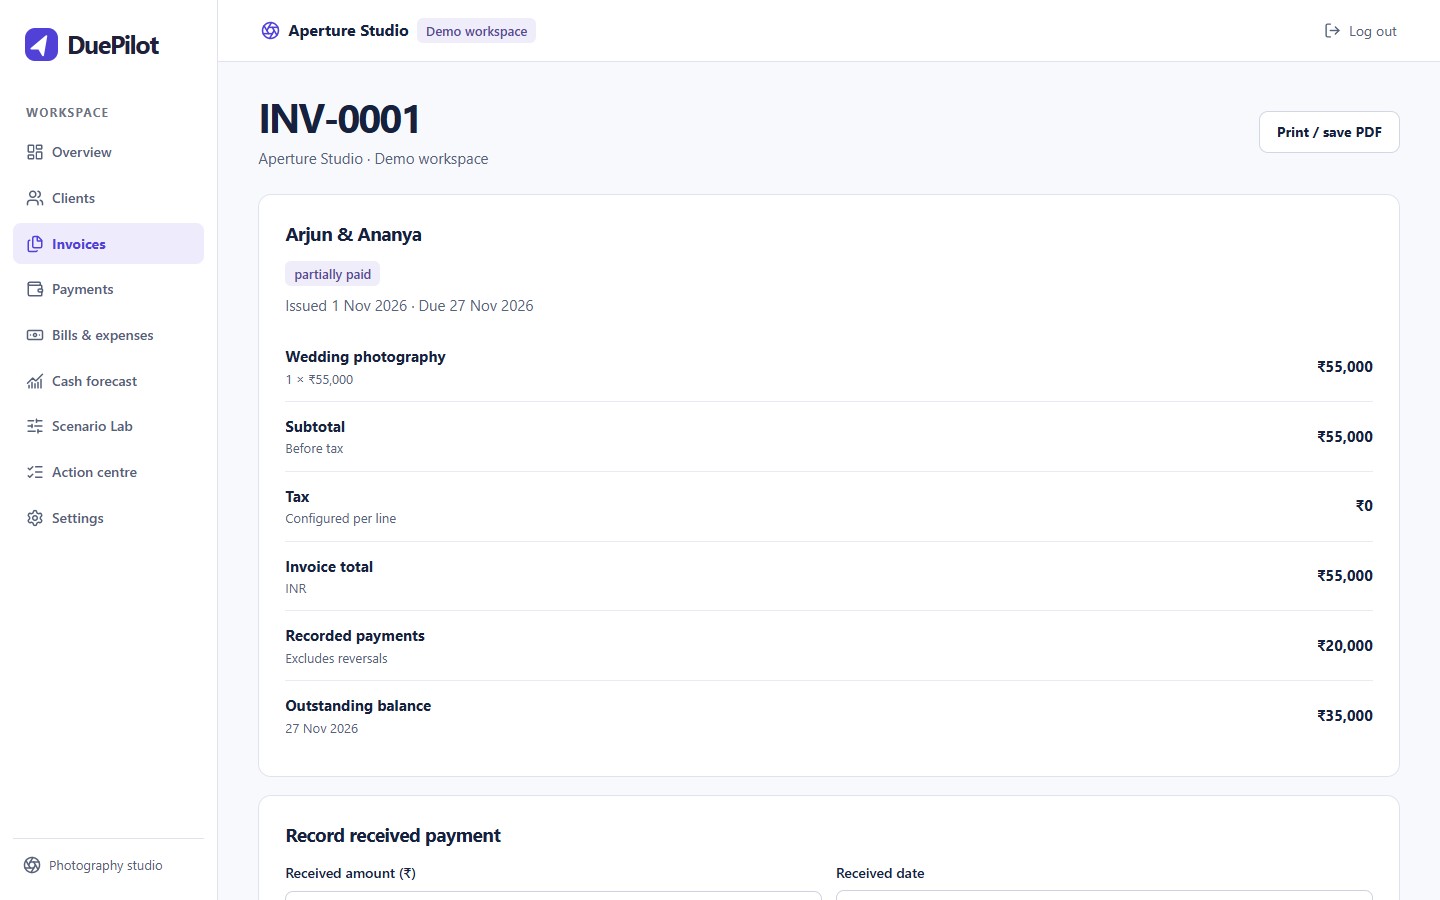 DuePilot
WORKSPACE
Overview
Clients
Invoices
Payments
Bills & expenses
Cash forecast
Scenario Lab
Action centre
Settings
Photography studio
Aperture Studio Demo workspace
Log out
INV-0001
Aperture Studio · Demo workspace
Print / save PDF
Arjun & Ananya
partially paid
Issued 1 Nov 2026 · Due 27 Nov 2026
Wedding photography
1 × ₹55,000
₹55,000
Subtotal
Before tax
₹55,000
Tax
Configured per line
₹0
Invoice total
INR
₹55,000
Recorded payments
Excludes reversals
₹20,000
Outstanding balance
27 Nov 2026
₹35,000
Record received payment
Received amount (₹)
Received date